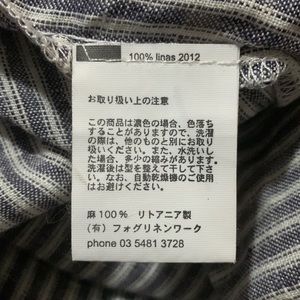 100% linas 2012
お取り扱い上の注意
この商品は濃色の場合、色落ち
することがありますので、洗濯
の際は、他のものと別にお取り
扱いください。また、水洗いし
た場合、多少の縮みがあります。
洗濯後は型を整えて干して下さ
い。なお、自動乾燥機のご使用
はお避けください。
麻100% リトアニア製
(有)フォグリネンワーク
phone 03 5481 3728